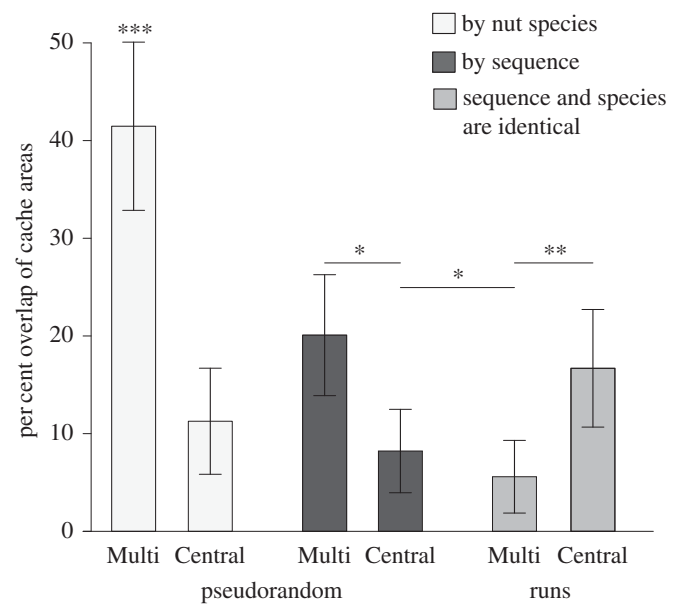 by nut species
by sequence
sequence and species
are identical
per cent overlap of cache areas
50
40
30
20
10
0
***
*
*
**
Multi Central Multi Central Multi Central
pseudorandom runs